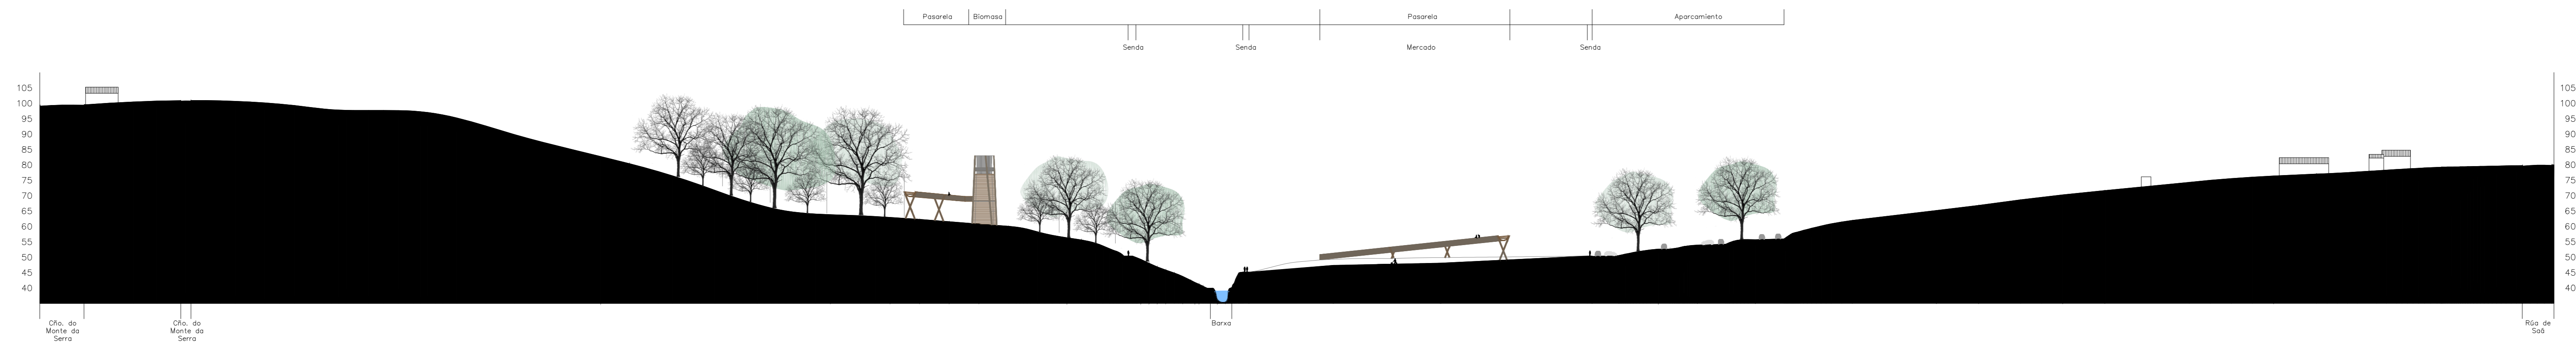 Pasarela Biomasa Pasarela Aparcamiento
Senda Senda Mercado Senda
105 105
100 100
95 95
90 90
85 85
80 80
75 75
70 70
65 65
60 60
55 55
50 50
45 45
40 40
Cño. do
Monte da
Serra
Cño. do
Monte da
Serra
Barxa
Rúa de
Saá